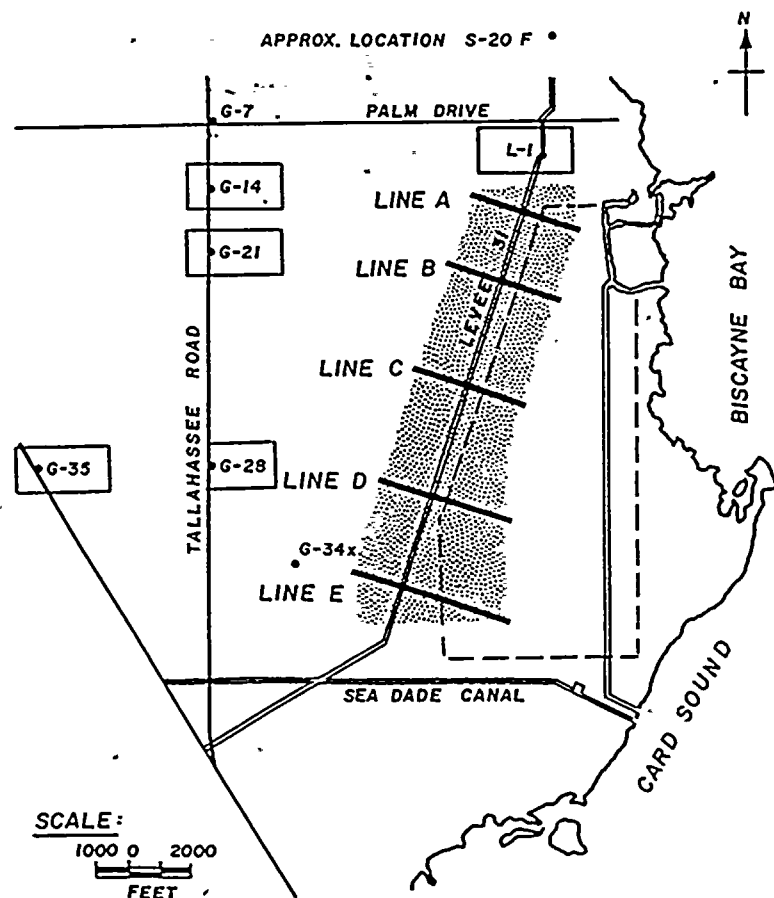 N
APPROX. LOCATION S-20 F
G-7
PALM DRIVE
L-1
G-14
LINE A
G-21
LINE B
LEVEE 31
LINE C
TALLAHASSEE ROAD
BISCAYNE BAY
G-35
G-28
LINE D
G-34x
LINE E
SEA DADE CANAL
CARD SOUND
SCALE:
1000 0 2000
FEET